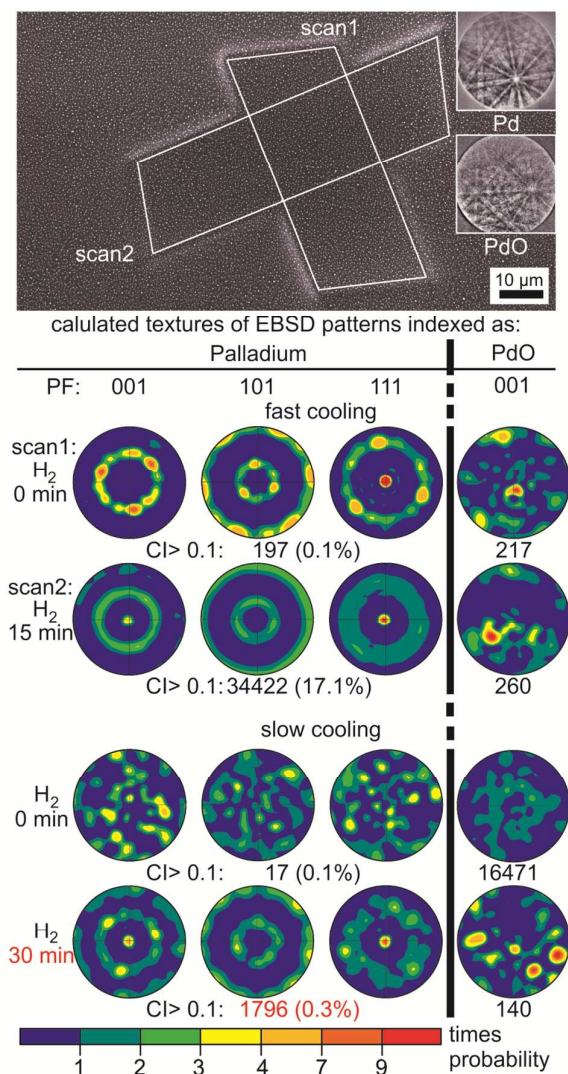 scan1
Pd
PdO
scan2
10 µm
calulated textures of EBSD patterns indexed as:
Palladium PdO
PF: 001 101 111 001
fast cooling
scan1:
H2
0 min
CI> 0.1: 197 (0.1%) 217
scan2:
H2
15 min
CI> 0.1: 34422 (17.1%) 260
slow cooling
H2
0 min
CI> 0.1: 17 (0.1%) 16471
H2
30 min
CI> 0.1: 1796 (0.3%) 140
1 2 3 4 7 9
times
probability